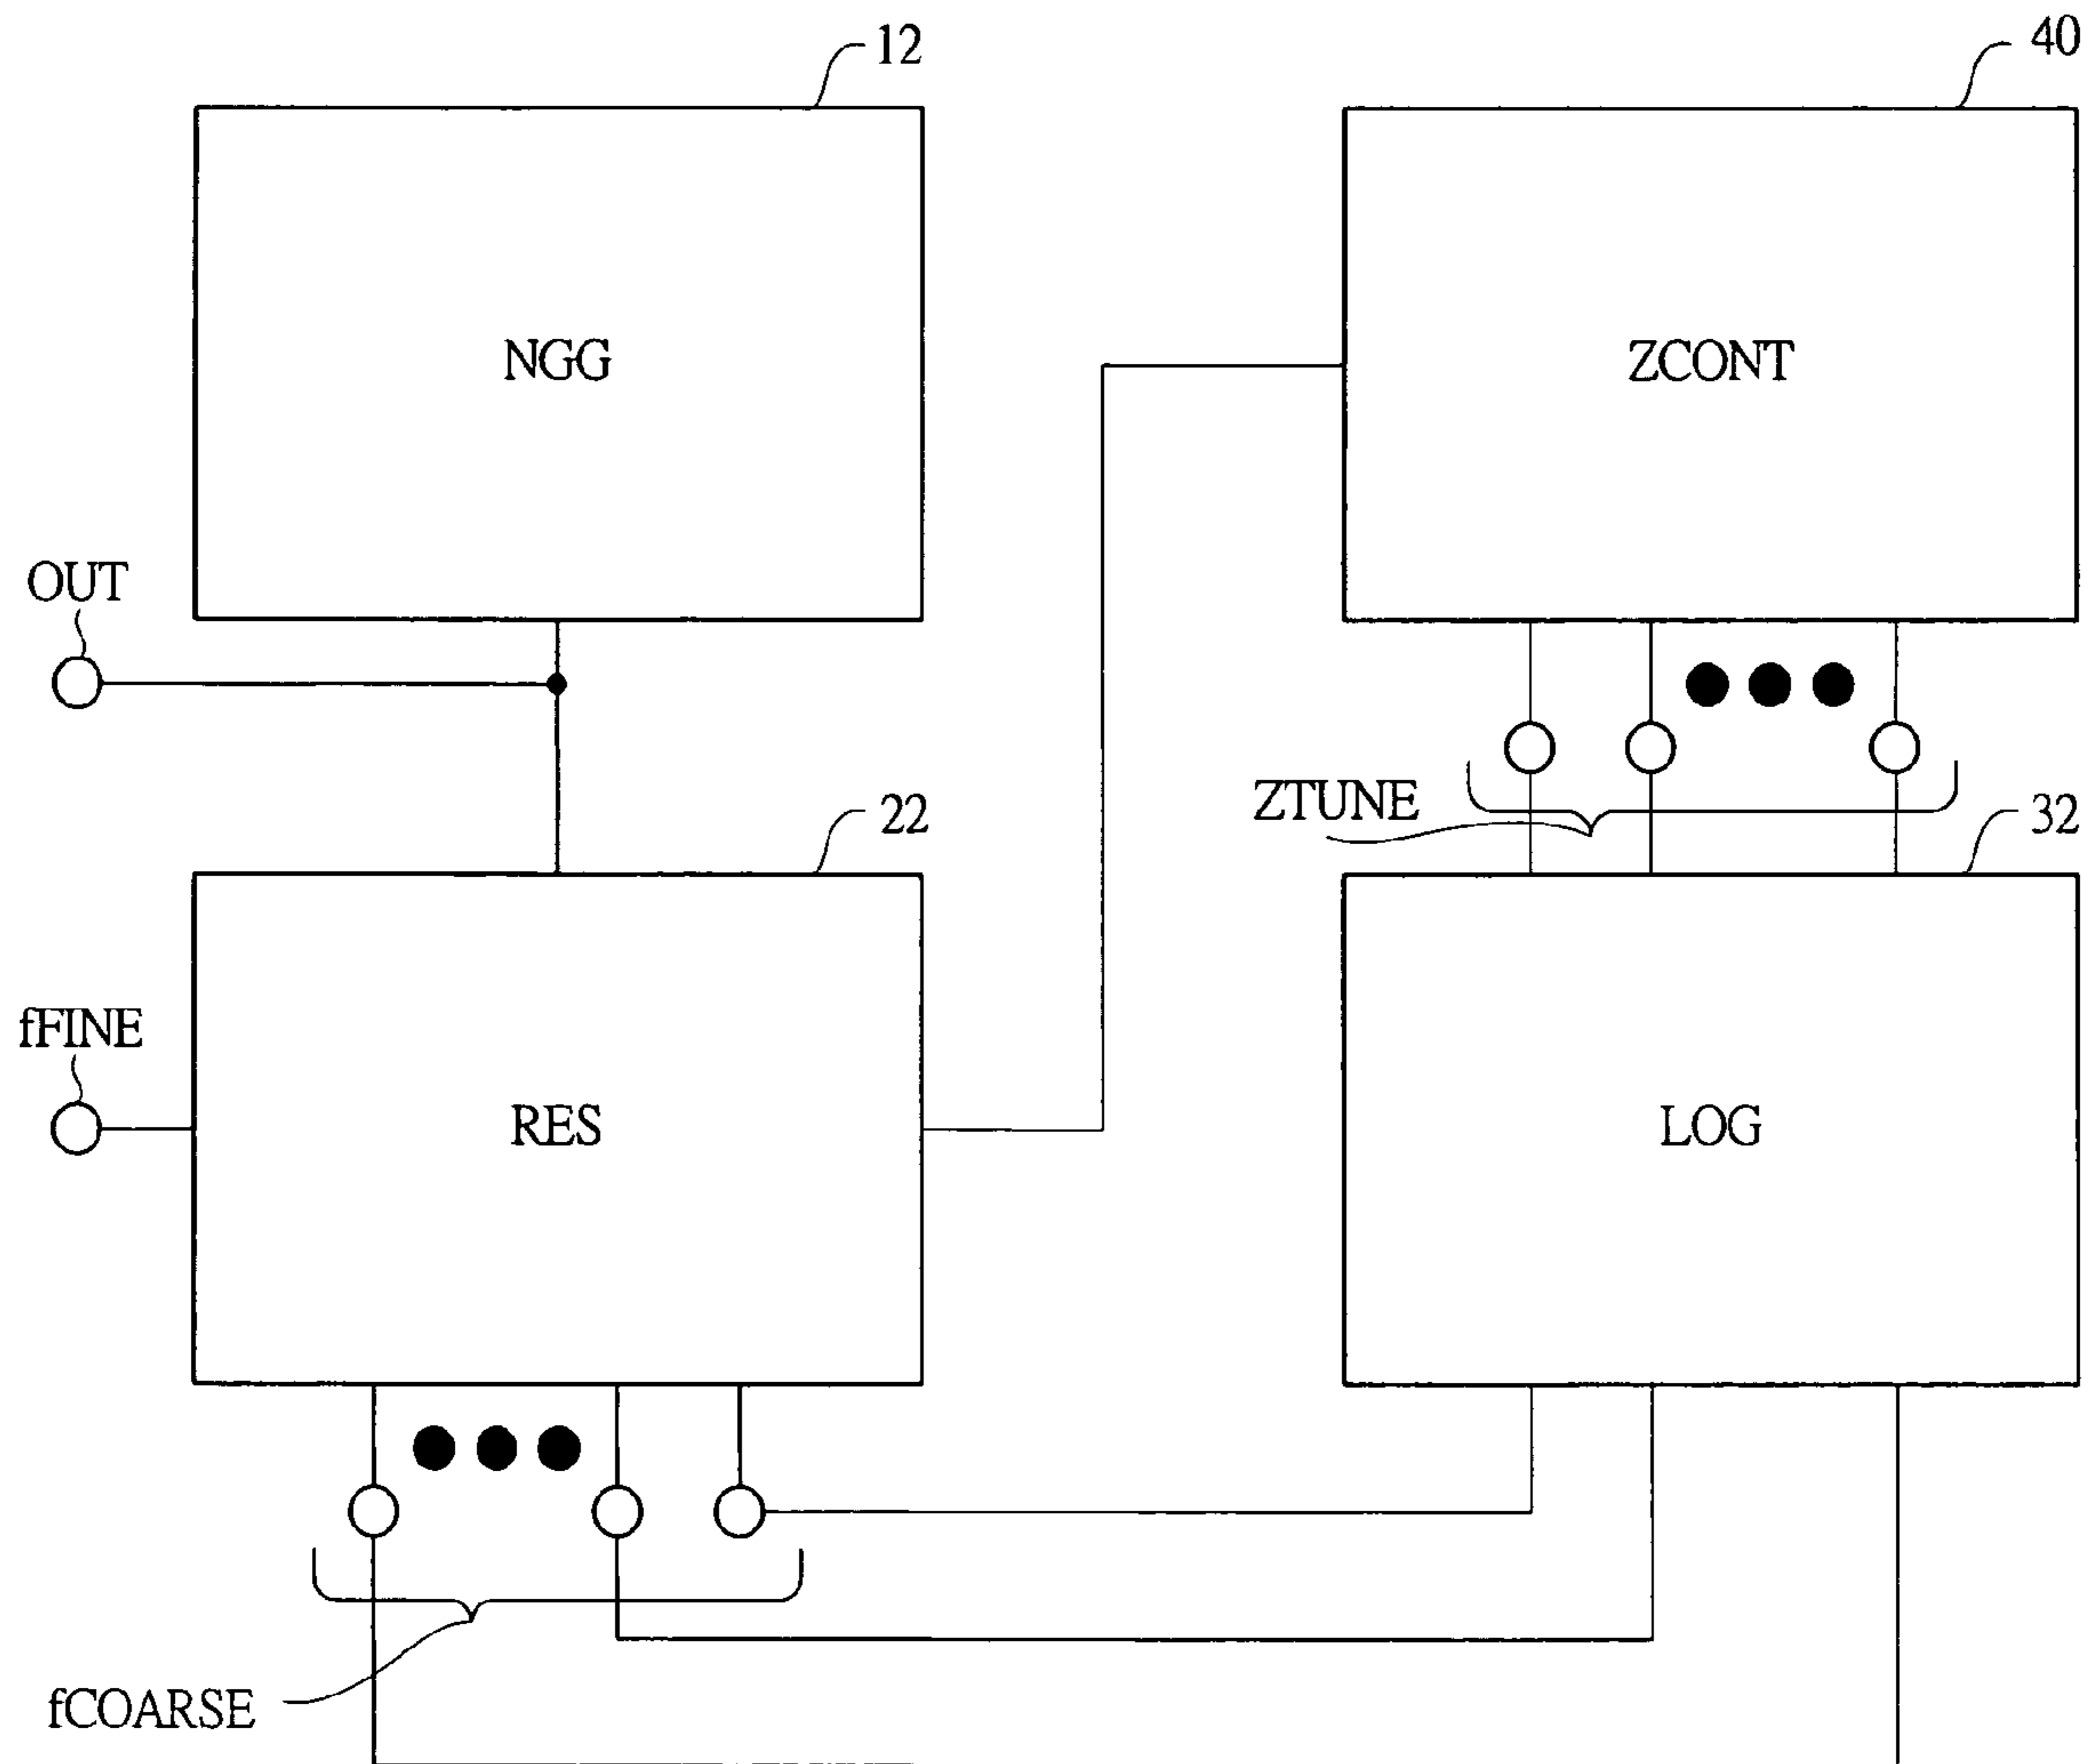 12
40
NGG
ZCONT
OUT
ZTUNE
22
32
fFINE
RES
LOG
fCOARSE